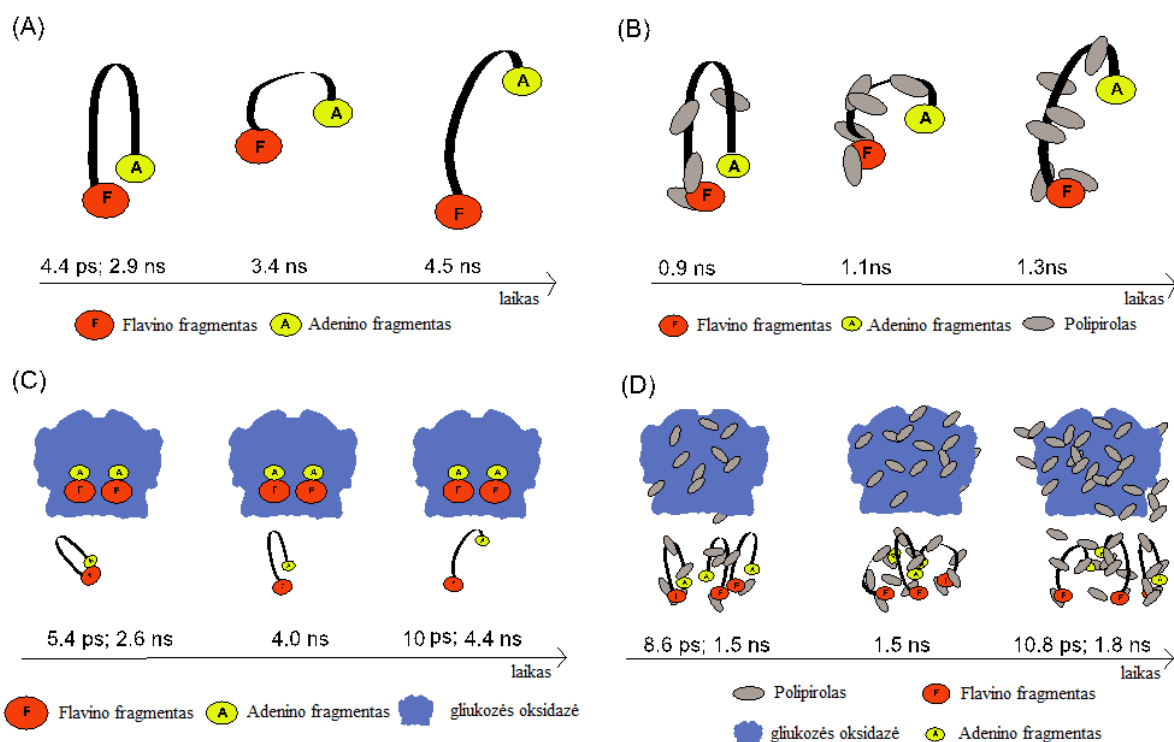 (A)
F A
F A
F A
4.4 ps; 2.9 ns 3.4 ns 4.5 ns
laikas
F Flavino fragmentas A Adenino fragmentas
(B)
F A
F A
F A
0.9 ns 1.1ns 1.3ns
laikas
F Flavino fragmentas A Adenino fragmentas Polipirolas
(C)
A A A A A A
F F F F
A A A
5.4 ps; 2.6 ns 4.0 ns 10 ps; 4.4 ns
laikas
F Flavino fragmentas A Adenino fragmentas gliukozės oksidazė
(D)
A A A A A
F F F F F F
8.6 ps; 1.5 ns 1.5 ns 10.8 ps; 1.8 ns
laikas
Polipirolas F Flavino fragmentas
gliukozės oksidazė A Adenino fragmentas